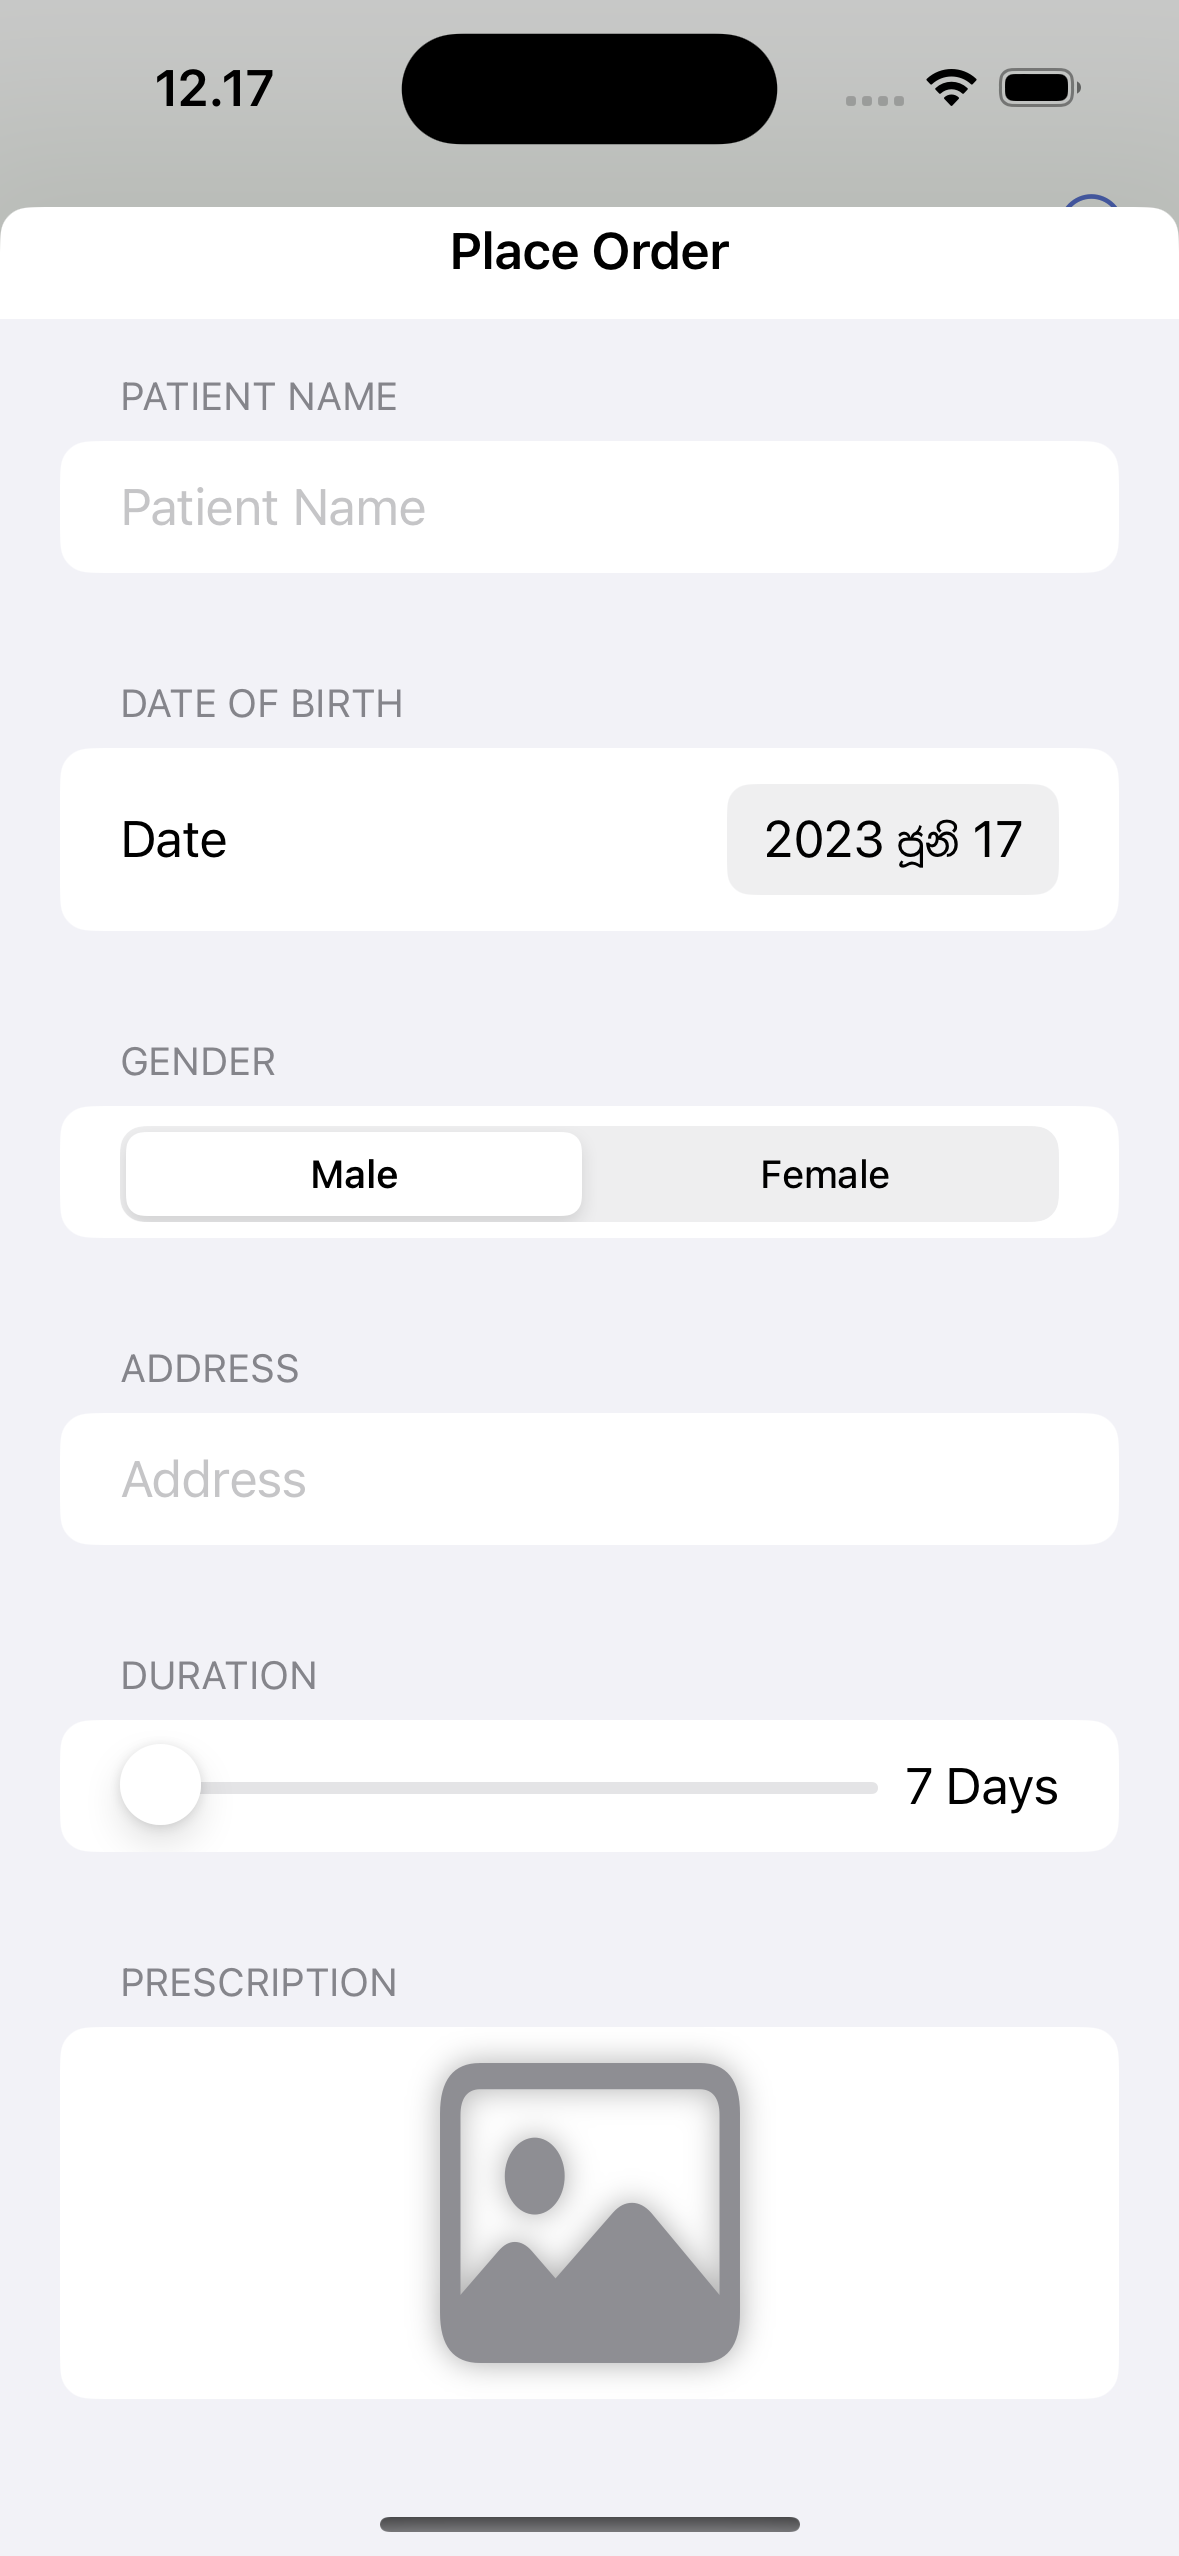 12.17
Place Order
PATIENT NAME
Patient Name
DATE OF BIRTH
Date
2023 ජූනි 17
GENDER
Male
Female
ADDRESS
Address
DURATION
7 Days
PRESCRIPTION